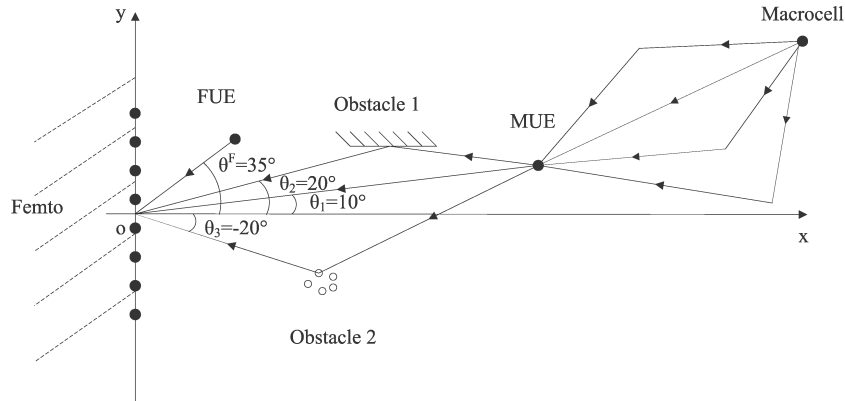 y
Macrocell
FUE
Obstacle 1
MUE
θ^F=35°
θ₂=20°
θ₁=10°
Femto
o
θ₃=-20°
x
Obstacle 2